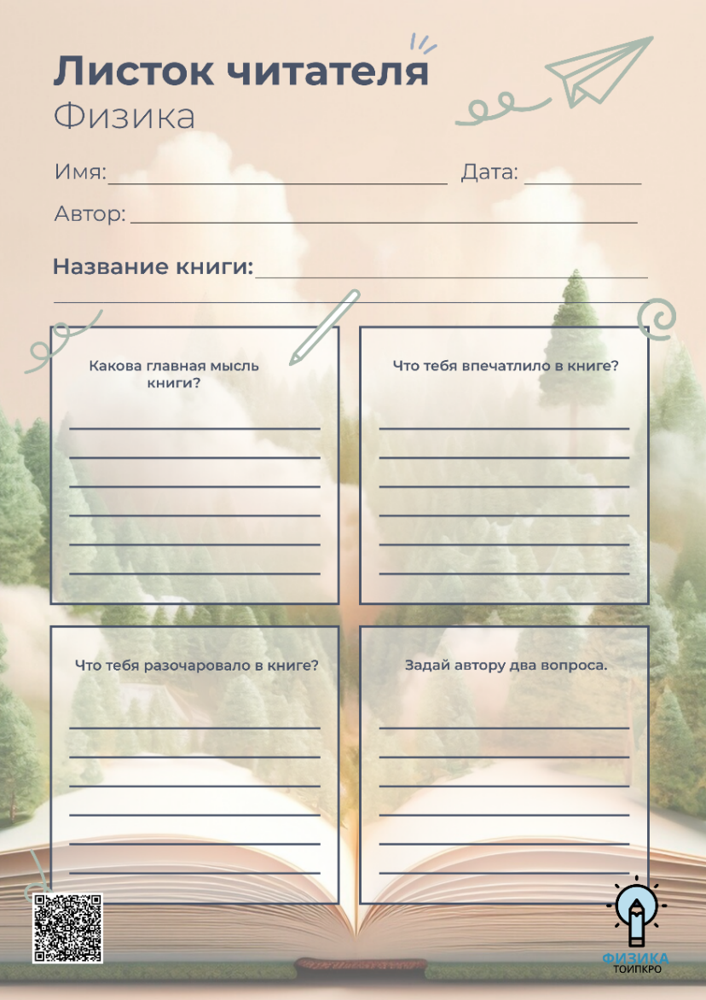 Листок читателя
Физика
Имя: Дата:
Автор:
Название книги:
Какова главная мысль
книги?
Что тебя впечатлило в книге?
Что тебя разочаровало в книге?
Задай автору два вопроса.
ФИЗИКА
ТОИПКРО